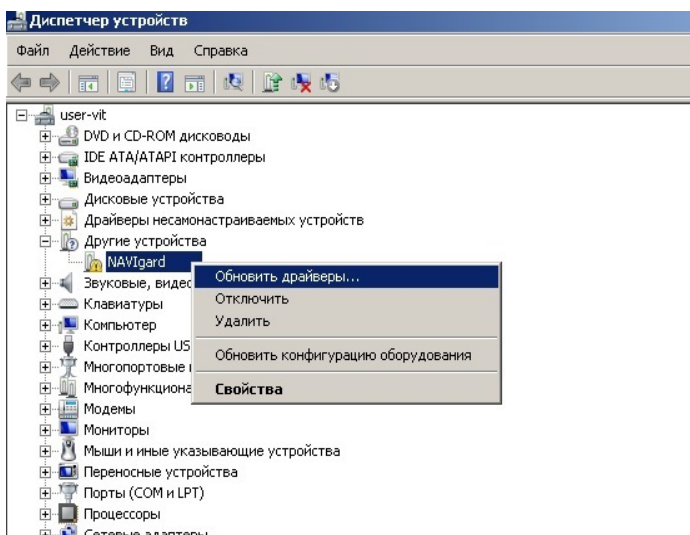 Диспетчер устройств
Файл Действие Вид Справка
user-vit
DVD и CD-ROM дисководы
IDE ATA/ATAPI контроллеры
Видеоадаптеры
Дисковые устройства
Драйверы несамонастраиваемых устройств
Другие устройства
NAVIgard
Звуковые, видео
Клавиатуры
Компьютер
Контроллеры US
Многопортовые
Многофункциона
Модемы
Мониторы
Мыши и иные указывающие устройства
Переносные устройства
Порты (COM и LPT)
Процессоры
Сетевые адаптеры
Обновить драйверы...
Отключить
Удалить
Обновить конфигурацию оборудования
Свойства